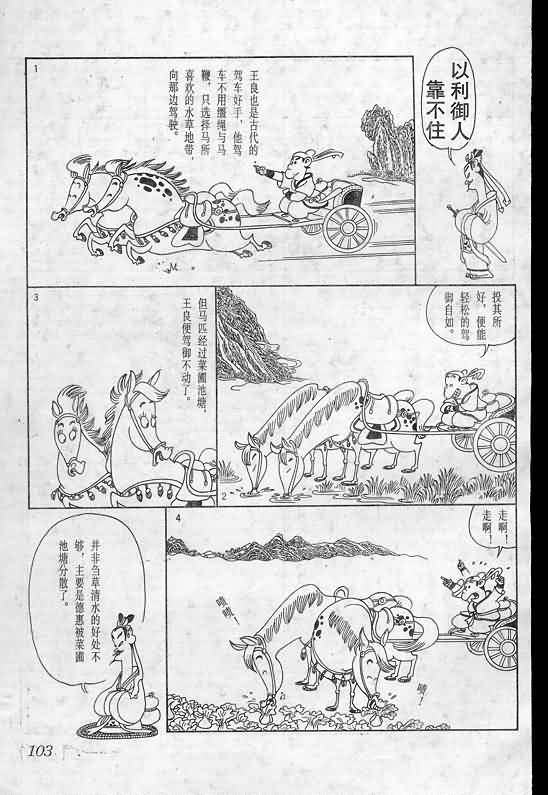 以利御人
靠不住
1
王良也是古代的
驾车好手，他驾
车不用缰绳与马
鞭，只选择马所
喜欢的水草地带，
向那边驾驶。
2
投其所
好，便能
轻松的驾
御自如。
3
但马匹经过菜圃池塘，
王良便驾御不动了。
4
走啊！
走啊！
嘀嘀！
嘀！
并非刍草清水的好处不
够，主要是德惠被菜圃
池塘分散了。
103